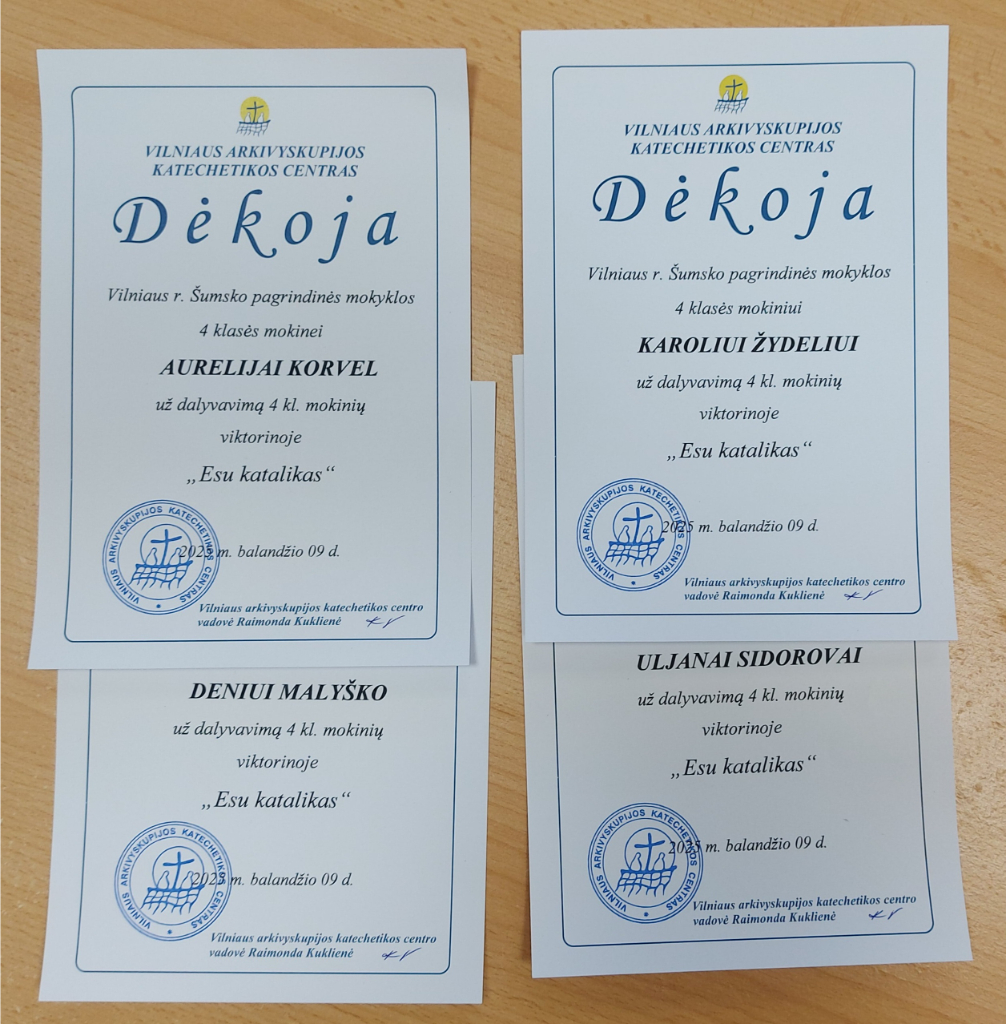 VILNIAUS ARKIVYSKUPIJOS
KATECHETIKOS CENTRAS
Dėkoja
Vilniaus r. Šumsko pagrindinės mokyklos
4 klasės mokinei
AURELIJAI KORVEL
už dalyvavimą 4 kl. mokinių
viktorinoje
„Esu katalikas“
VILNIAUS ARKIVYSKUPIJOS KATECHETIKOS CENTRAS
2025 m. balandžio 09 d.
Vilniaus arkivyskupijos katechetikos centro
vadovė Raimonda Kuklienė
DENIUI MALYŠKO
už dalyvavimą 4 kl. mokinių
viktorinoje
„Esu katalikas“
VILNIAUS ARKIVYSKUPIJOS KATECHETIKOS CENTRAS
2025 m. balandžio 09 d.
Vilniaus arkivyskupijos katechetikos centro
vadovė Raimonda Kuklienė
VILNIAUS ARKIVYSKUPIJOS
KATECHETIKOS CENTRAS
Dėkoja
Vilniaus r. Šumsko pagrindinės mokyklos
4 klasės mokiniui
KAROLIUI ŽYDELIUI
už dalyvavimą 4 kl. mokinių
viktorinoje
„Esu katalikas“
VILNIAUS ARKIVYSKUPIJOS KATECHETIKOS CENTRAS
2025 m. balandžio 09 d.
Vilniaus arkivyskupijos katechetikos centro
vadovė Raimonda Kuklienė
ULJANAI SIDOROVAI
už dalyvavimą 4 kl. mokinių
viktorinoje
„Esu katalikas“
VILNIAUS ARKIVYSKUPIJOS KATECHETIKOS CENTRAS
2025 m. balandžio 09 d.
Vilniaus arkivyskupijos katechetikos centro
vadovė Raimonda Kuklienė